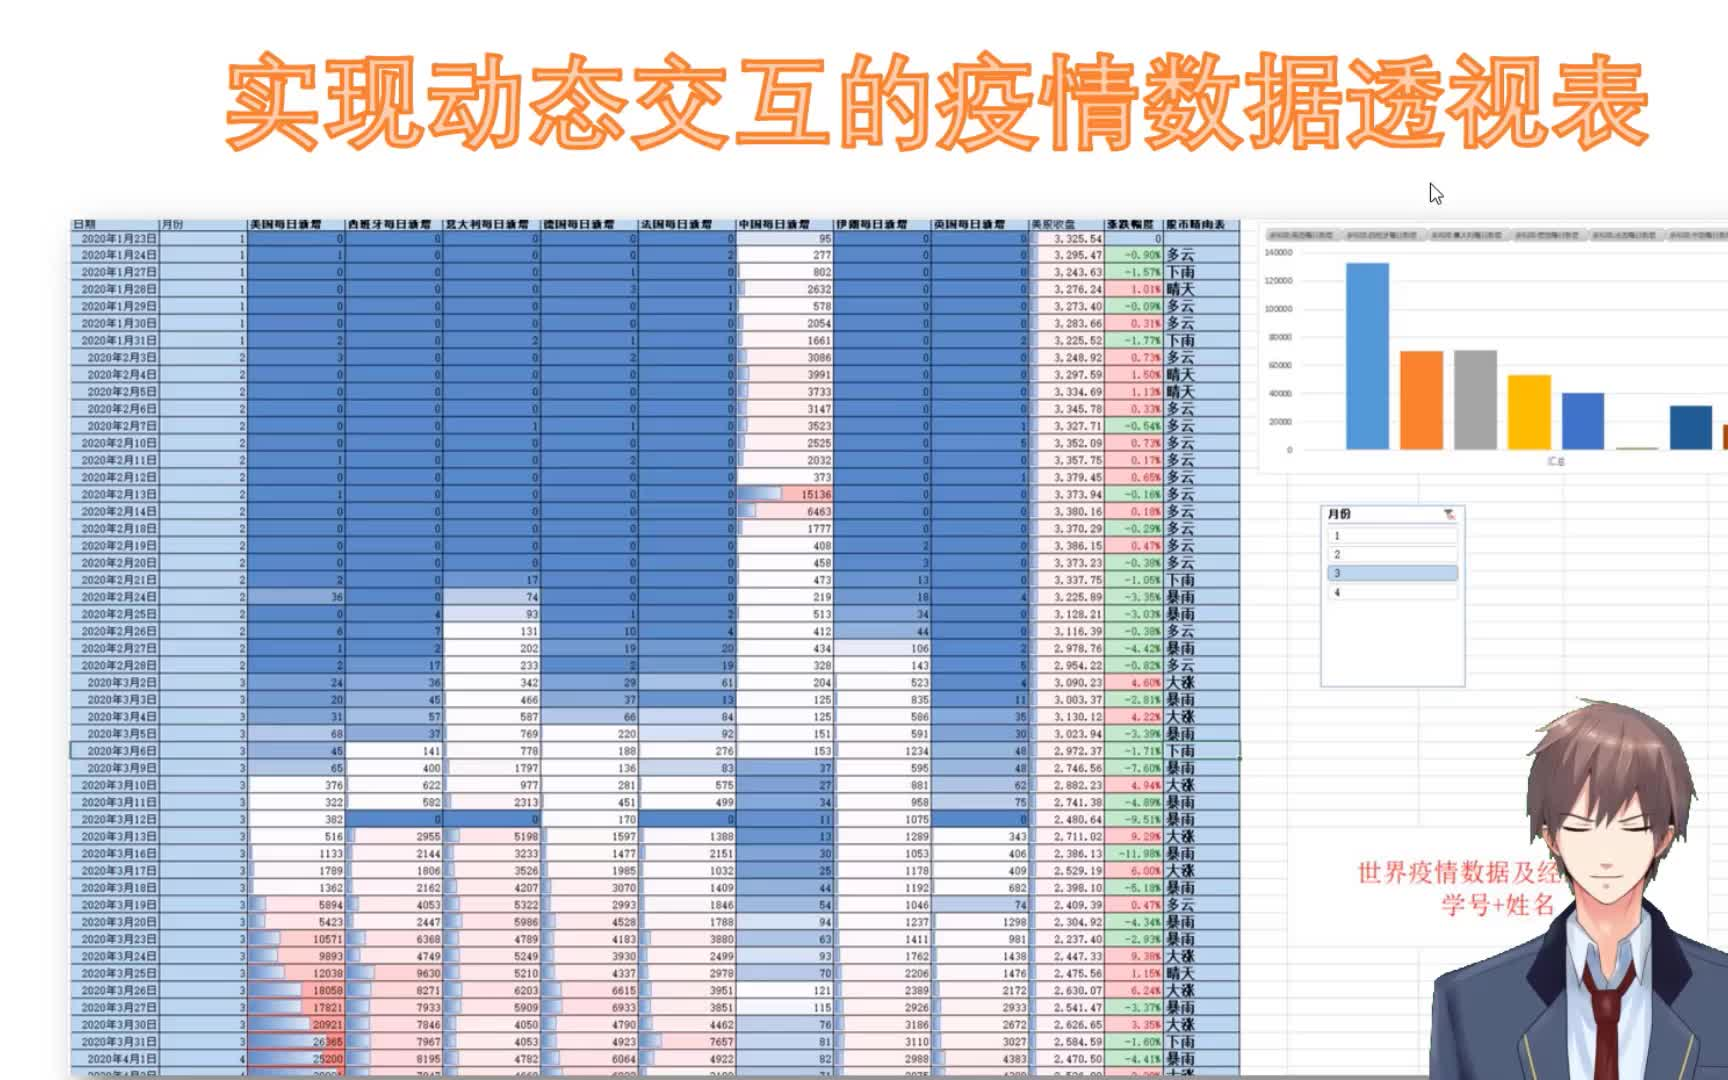 实现动态交互的疫情数据透视表
日期 月份 美国每日新增 西班牙每日新增 意大利每日新增 德国每日新增 法国每日新增 中国每日新增 伊朗每日新增 英国每日新增 美股收盘 涨跌幅度 股市晴雨表
2020年1月23日 1 0 0 0 0 0 95 0 0 3,325.54 0
2020年1月24日 1 1 0 0 0 2 277 0 0 3,295.47 -0.90% 多云
2020年1月27日 1 0 0 0 1 0 802 0 0 3,243.63 -1.57% 下雨
2020年1月28日 1 0 0 0 3 1 2632 0 0 3,276.24 1.01% 晴天
2020年1月29日 1 0 0 0 0 1 578 0 0 3,273.40 -0.09% 多云
2020年1月30日 1 0 0 0 0 0 2054 0 0 3,283.66 0.31% 多云
2020年1月31日 1 2 0 2 1 0 1661 0 2 3,225.52 -1.77% 下雨
2020年2月3日 2 3 0 0 2 0 3086 0 0 3,248.92 0.73% 多云
2020年2月4日 2 0 0 0 0 0 3991 0 0 3,297.59 1.50% 晴天
2020年2月5日 2 0 0 0 0 0 3733 0 0 3,334.69 1.13% 晴天
2020年2月6日 2 0 0 0 0 0 3147 0 0 3,345.78 0.33% 多云
2020年2月7日 2 0 0 1 1 0 3523 0 1 3,327.71 -0.54% 多云
2020年2月10日 2 0 0 0 0 0 2525 0 5 3,352.09 0.73% 多云
2020年2月11日 2 1 0 0 2 0 2032 0 0 3,357.75 0.17% 多云
2020年2月12日 2 0 0 0 0 0 373 0 1 3,379.45 0.65% 多云
2020年2月13日 2 1 0 0 0 0 15136 0 0 3,373.94 -0.16% 多云
2020年2月14日 2 0 0 0 0 0 6463 0 0 3,380.16 0.18% 多云
2020年2月18日 2 0 0 0 0 0 1777 0 0 3,370.29 -0.29% 多云
2020年2月19日 2 0 0 0 0 0 408 2 0 3,386.15 0.47% 多云
2020年2月20日 2 0 0 0 0 0 458 3 0 3,373.23 -0.38% 多云
2020年2月21日 2 2 0 17 0 0 473 13 0 3,337.75 -1.05% 下雨
2020年2月24日 2 36 0 74 0 0 219 18 4 3,225.89 -3.35% 暴雨
2020年2月25日 2 0 4 93 1 2 513 34 0 3,128.21 -3.03% 暴雨
2020年2月26日 2 6 7 131 10 4 412 44 0 3,116.39 -0.38% 多云
2020年2月27日 2 1 2 202 19 20 434 106 2 2,978.76 -4.42% 暴雨
2020年2月28日 2 2 17 233 2 19 328 143 5 2,954.22 -0.82% 多云
2020年3月2日 3 24 36 342 29 61 204 523 4 3,090.23 4.60% 大涨
2020年3月3日 3 20 45 466 37 13 125 835 11 3,003.37 -2.81% 暴雨
2020年3月4日 3 31 57 587 66 84 125 586 35 3,130.12 4.22% 大涨
2020年3月5日 3 68 37 769 220 92 151 591 30 3,023.94 -3.39% 暴雨
2020年3月6日 3 45 141 778 188 276 153 1234 48 2,972.37 -1.71% 下雨
2020年3月9日 3 65 400 1797 136 83 37 595 48 2,746.56 -7.60% 暴雨
2020年3月10日 3 376 622 977 281 575 27 881 62 2,882.23 4.94% 大涨
2020年3月11日 3 322 582 2313 451 499 34 958 75 2,741.38 -4.89% 暴雨
2020年3月12日 3 382 0 0 170 0 11 1075 0 2,480.64 -9.51% 暴雨
2020年3月13日 3 516 2955 5198 1597 1388 13 1289 343 2,711.02 9.29% 大涨
2020年3月16日 3 1133 2144 3233 1477 2151 30 1053 406 2,386.13 -11.98% 暴雨
2020年3月17日 3 1789 1806 3526 1985 1032 25 1178 409 2,529.19 6.00% 大涨
2020年3月18日 3 1362 2162 4207 3070 1409 44 1192 682 2,398.10 -5.18% 暴雨
2020年3月19日 3 5894 4053 5322 2993 1846 54 1046 74 2,409.39 0.47% 多云
2020年3月20日 3 5423 2447 5986 4528 1788 94 1237 1298 2,304.92 -4.34% 暴雨
2020年3月23日 3 10571 6368 4789 4183 3880 63 1411 981 2,237.40 -2.93% 暴雨
2020年3月24日 3 9893 4749 5249 3930 2499 93 1762 1438 2,447.33 9.38% 大涨
2020年3月25日 3 12038 9630 5210 4337 2978 70 2206 1476 2,475.56 1.15% 晴天
2020年3月26日 3 18058 8271 6203 6615 3951 121 2389 2172 2,630.07 6.24% 大涨
2020年3月27日 3 17821 7933 5909 6933 3851 115 2926 2933 2,541.47 -3.37% 暴雨
2020年3月30日 3 20921 7846 4050 4790 4462 76 3186 2672 2,626.65 3.35% 大涨
2020年3月31日 3 26365 7967 4053 4923 7657 81 3110 3027 2,584.59 -1.60% 下雨
2020年4月1日 4 25200 8195 4782 6064 4922 82 2988 4383 2,470.50 -4.41% 暴雨
140000
120000
100000
80000
60000
40000
20000
0
汇总
月份
1
2
3
4
世界疫情数据及经
学号+姓名